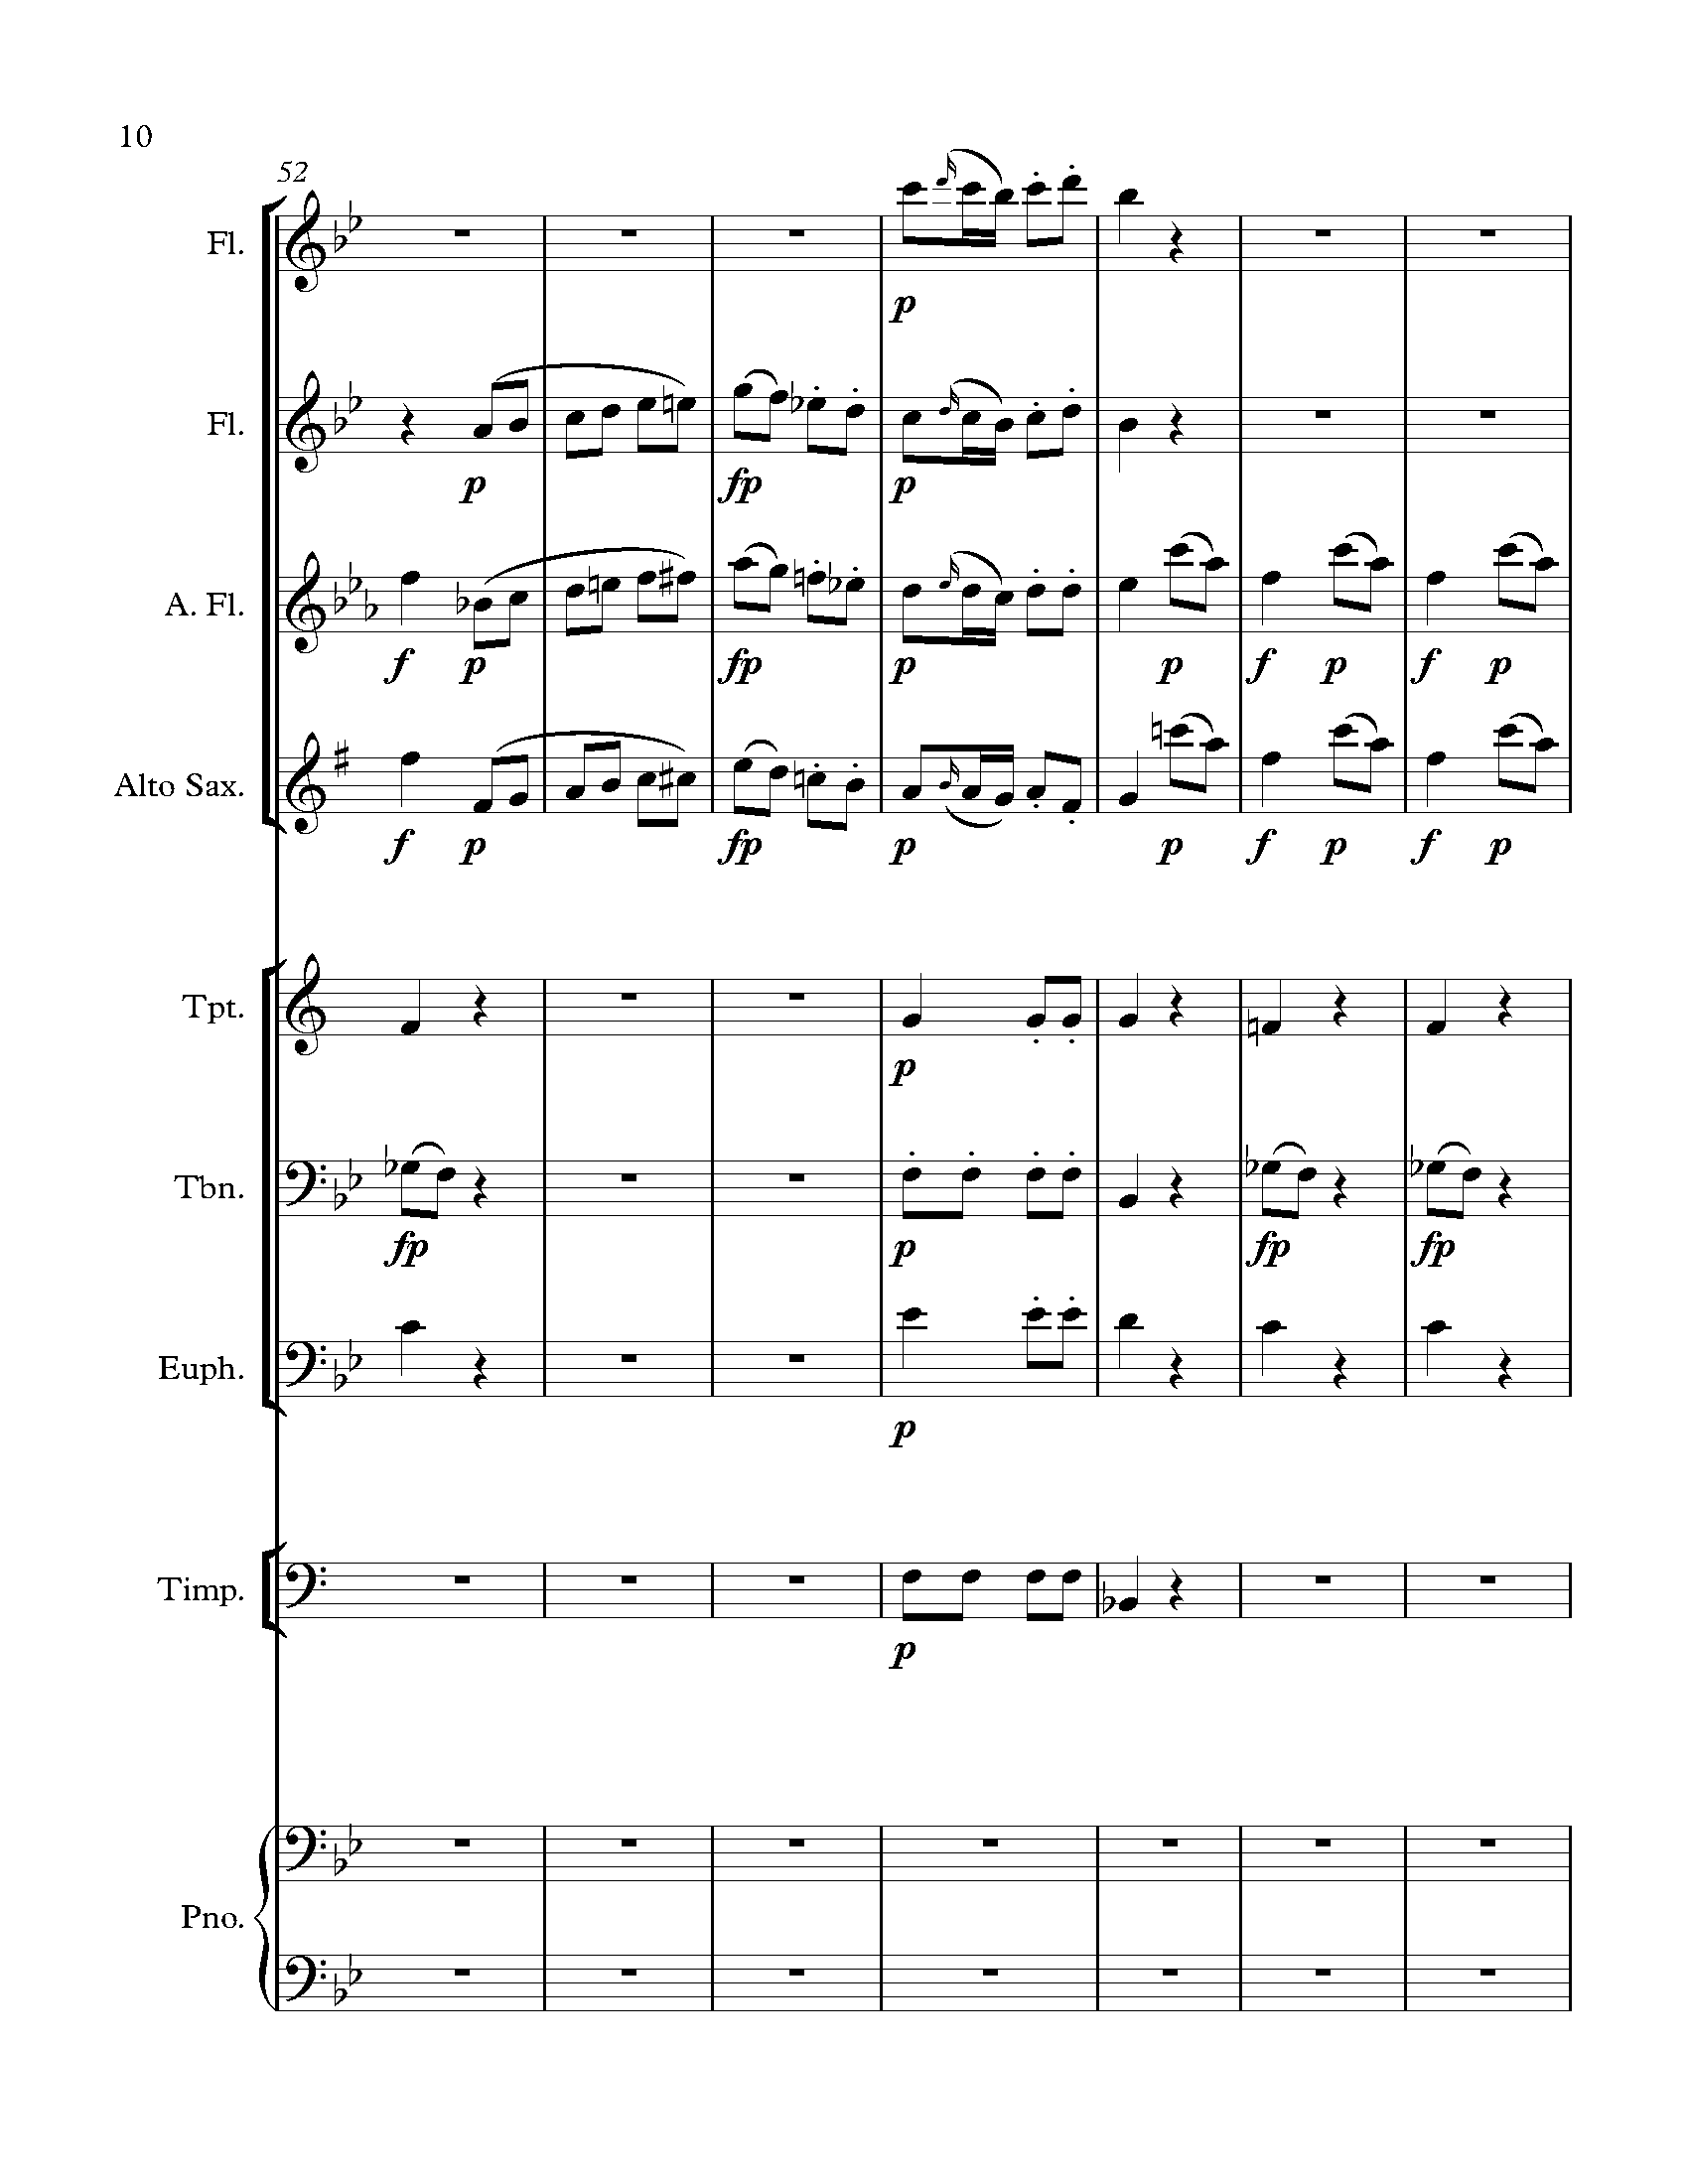 10
52
Fl.
p
Fl.
p fp p
A. Fl.
f p fp p p f p f p
Alto Sax.
f p fp p p f p f p
Tpt.
p
Tbn.
fp p fp fp
Euph.
p
Timp.
p
Pno.